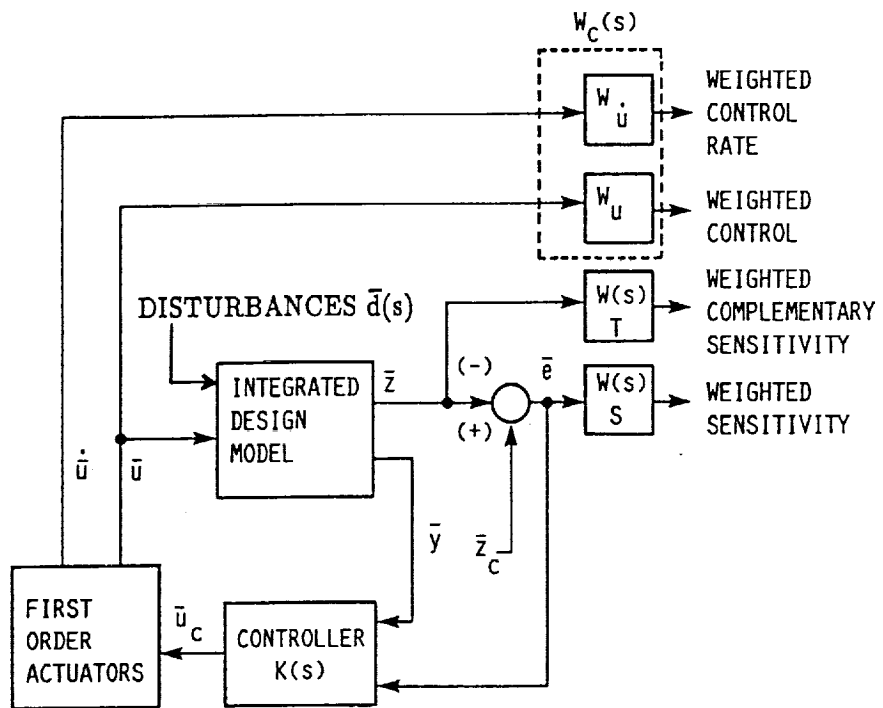 W_c(s)
W_u̇
WEIGHTED
CONTROL
RATE
W_u
WEIGHTED
CONTROL
W(s)
T
WEIGHTED
COMPLEMENTARY
SENSITIVITY
DISTURBANCES d̄(s)
INTEGRATED
DESIGN
MODEL
z̄
(-)
(+)
ē
W(s)
S
WEIGHTED
SENSITIVITY
ū̇
ū
ȳ
z̄_c
FIRST
ORDER
ACTUATORS
ū_c
CONTROLLER
K(s)